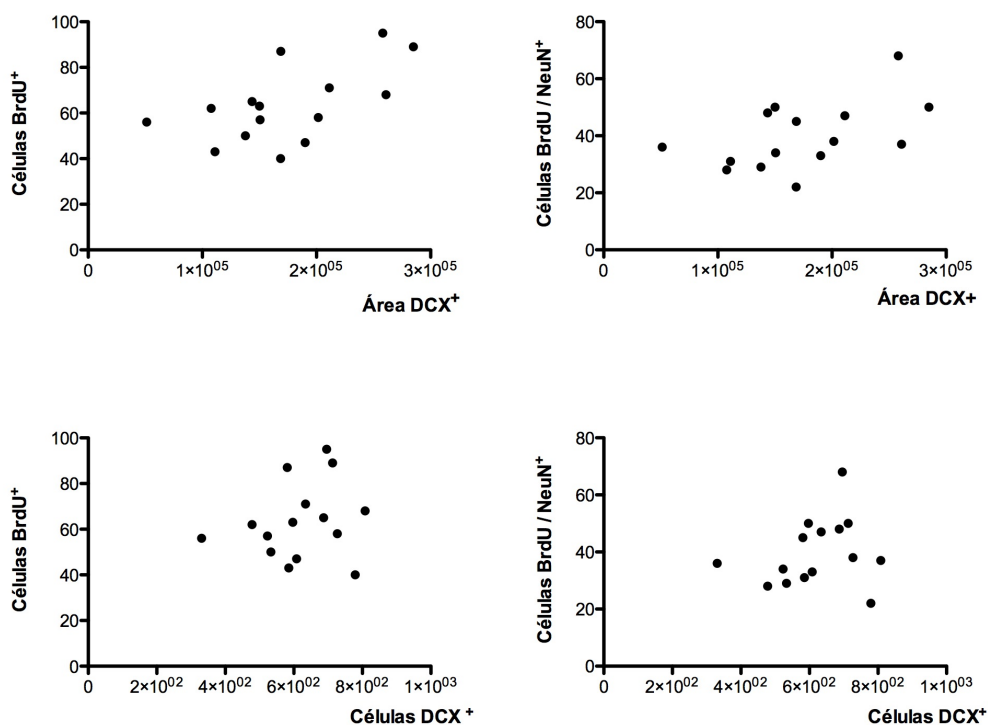 100
80
60
40
20
0
Células BrdU⁺
0 1×10⁰⁵ 2×10⁰⁵ 3×10⁰⁵
Área DCX⁺
80
60
40
20
0
Células BrdU / NeuN⁺
0 1×10⁰⁵ 2×10⁰⁵ 3×10⁰⁵
Área DCX+
100
80
60
40
20
0
Células BrdU⁺
0 2×10⁰² 4×10⁰² 6×10⁰² 8×10⁰² 1×10⁰³
Células DCX ⁺
80
60
40
20
0
Células BrdU / NeuN⁺
0 2×10⁰² 4×10⁰² 6×10⁰² 8×10⁰² 1×10⁰³
Células DCX⁺